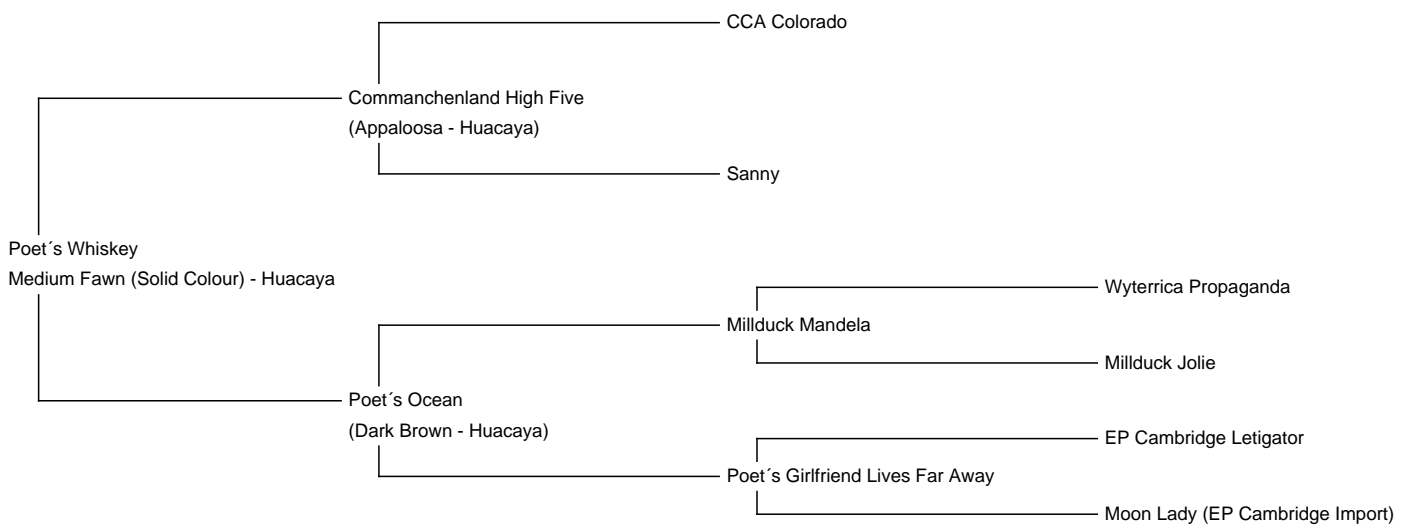 CCA Colorado
Commanchenland High Five
(Appaloosa - Huacaya)
Sanny
Poet´s Whiskey
Medium Fawn (Solid Colour) - Huacaya
Wyterrica Propaganda
Millduck Mandela
Millduck Jolie
Poet´s Ocean
(Dark Brown - Huacaya)
EP Cambridge Letigator
Poet´s Girlfriend Lives Far Away
Moon Lady (EP Cambridge Import)